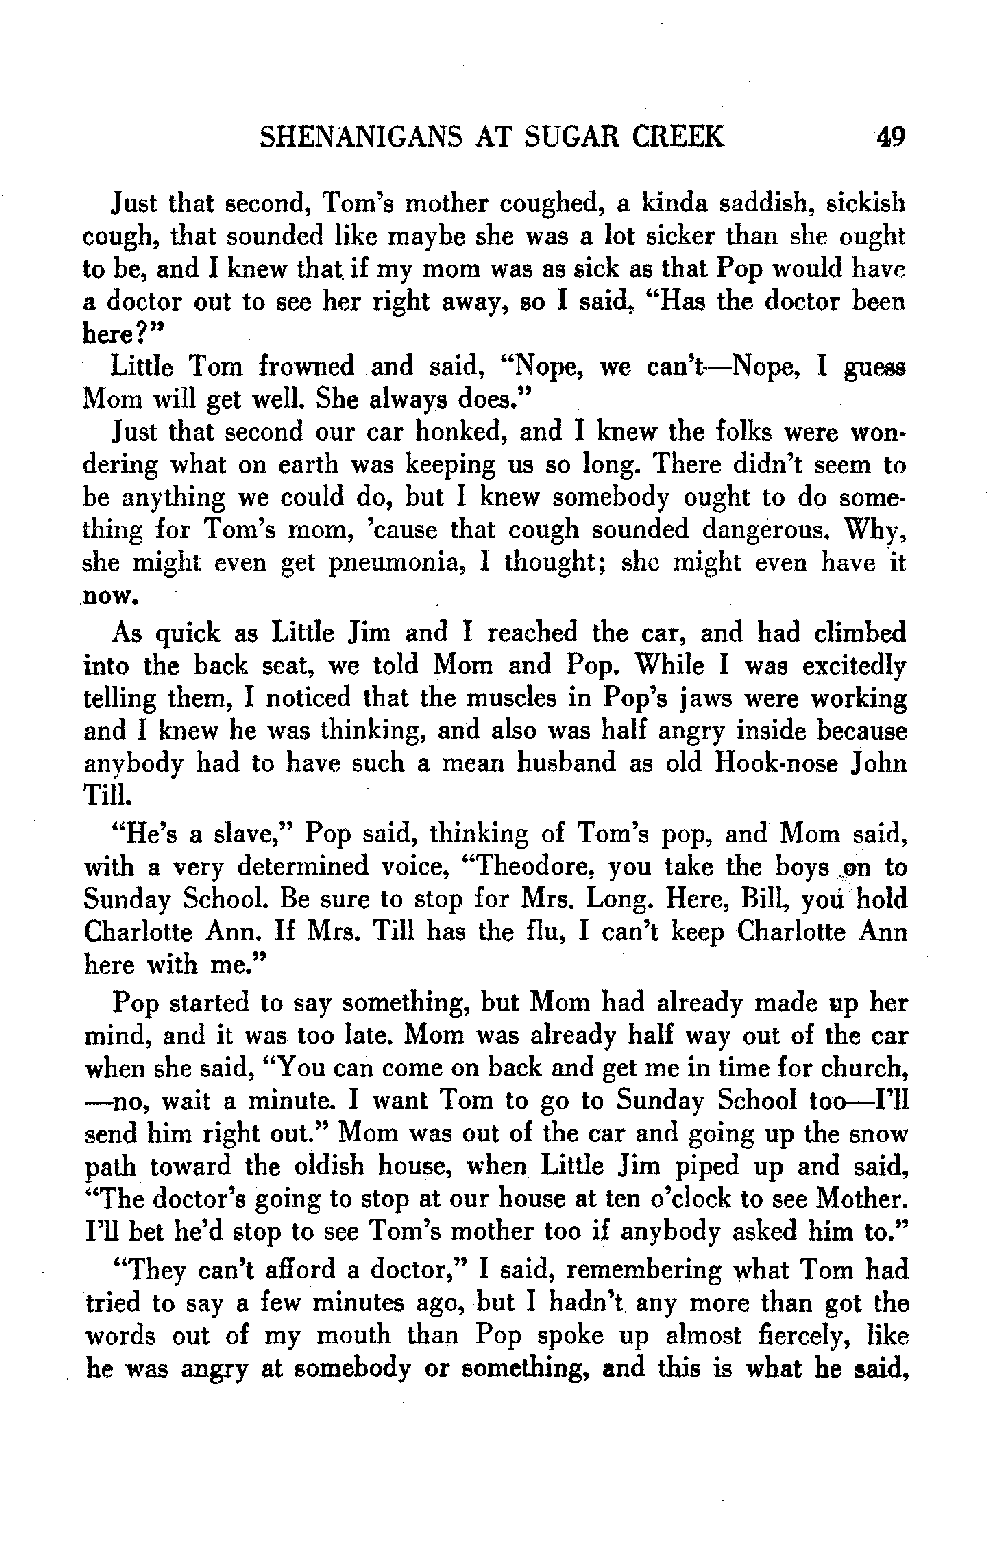 SHENANIGANS AT SUGAR CREEK 49
Just that second, Tom's mother coughed, a kinda saddish, sickish
cough, that sounded like maybe she was a lot sicker than she ought
to be, and I knew that if my mom was as sick as that Pop would have
a doctor out to see her right away, so I said, “Has the doctor been
here?”
Little Tom frowned and said, “Nope, we can't—Nope, I guess
Mom will get well. She always does.”
Just that second our car honked, and I knew the folks were won-
dering what on earth was keeping us so long. There didn't seem to
be anything we could do, but I knew somebody ought to do some-
thing for Tom's mom, 'cause that cough sounded dangerous. Why,
she might even get pneumonia, I thought; she might even have it
now.
As quick as Little Jim and I reached the car, and had climbed
into the back seat, we told Mom and Pop. While I was excitedly
telling them, I noticed that the muscles in Pop's jaws were working
and I knew he was thinking, and also was half angry inside because
anybody had to have such a mean husband as old Hook-nose John
Till.
“He's a slave,” Pop said, thinking of Tom's pop, and Mom said,
with a very determined voice, “Theodore, you take the boys on to
Sunday School. Be sure to stop for Mrs. Long. Here, Bill, you hold
Charlotte Ann. If Mrs. Till has the flu, I can't keep Charlotte Ann
here with me.”
Pop started to say something, but Mom had already made up her
mind, and it was too late. Mom was already half way out of the car
when she said, “You can come on back and get me in time for church,
—no, wait a minute. I want Tom to go to Sunday School too—I'll
send him right out.” Mom was out of the car and going up the snow
path toward the oldish house, when Little Jim piped up and said,
“The doctor's going to stop at our house at ten o'clock to see Mother.
I'll bet he'd stop to see Tom's mother too if anybody asked him to.”
“They can't afford a doctor,” I said, remembering what Tom had
tried to say a few minutes ago, but I hadn't any more than got the
words out of my mouth than Pop spoke up almost fiercely, like
he was angry at somebody or something, and this is what he said,